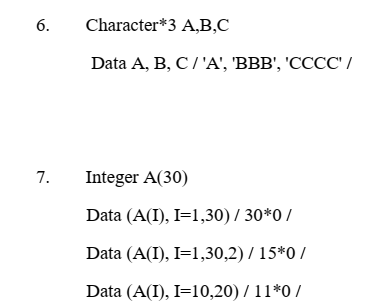 6. Character*3 A,B,C
Data A, B, C / 'A', 'BBB', 'CCCC' /
7. Integer A(30)
Data (A(I), I=1,30) / 30*0 /
Data (A(I), I=1,30,2) / 15*0 /
Data (A(I), I=10,20) / 11*0 /